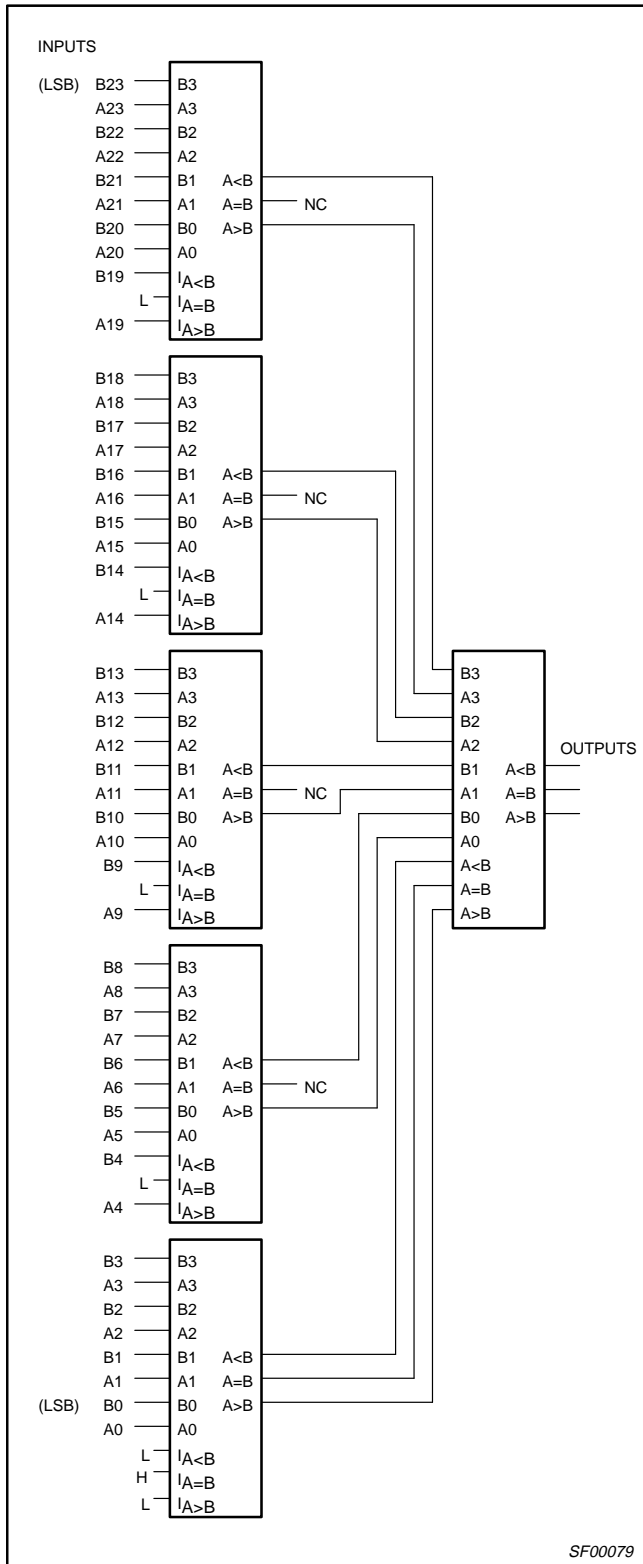 INPUTS
(LSB) B23 B3
A23 A3
B22 B2
A22 A2
B21 B1 A<B
A21 A1 A=B NC
B20 B0 A>B
A20 A0
B19 IA<B
L IA=B
A19 IA>B
B18 B3
A18 A3
B17 B2
A17 A2
B16 B1 A<B
A16 A1 A=B NC
B15 B0 A>B
A15 A0
B14 IA<B
L IA=B
A14 IA>B
B13 B3
A13 A3
B12 B2
A12 A2
B11 B1 A<B
A11 A1 A=B NC
B10 B0 A>B
A10 A0
B9 IA<B
L IA=B
A9 IA>B
B3
A3
B2
A2 OUTPUTS
B1 A<B
A1 A=B
B0 A>B
A0
A<B
A=B
A>B
B8 B3
A8 A3
B7 B2
A7 A2
B6 B1 A<B
A6 A1 A=B NC
B5 B0 A>B
A5 A0
B4 IA<B
L IA=B
A4 IA>B
B3 B3
A3 A3
B2 B2
A2 A2
B1 B1 A<B
A1 A1 A=B
(LSB) B0 B0 A>B
A0 A0
L IA<B
H IA=B
L IA>B
SF00079